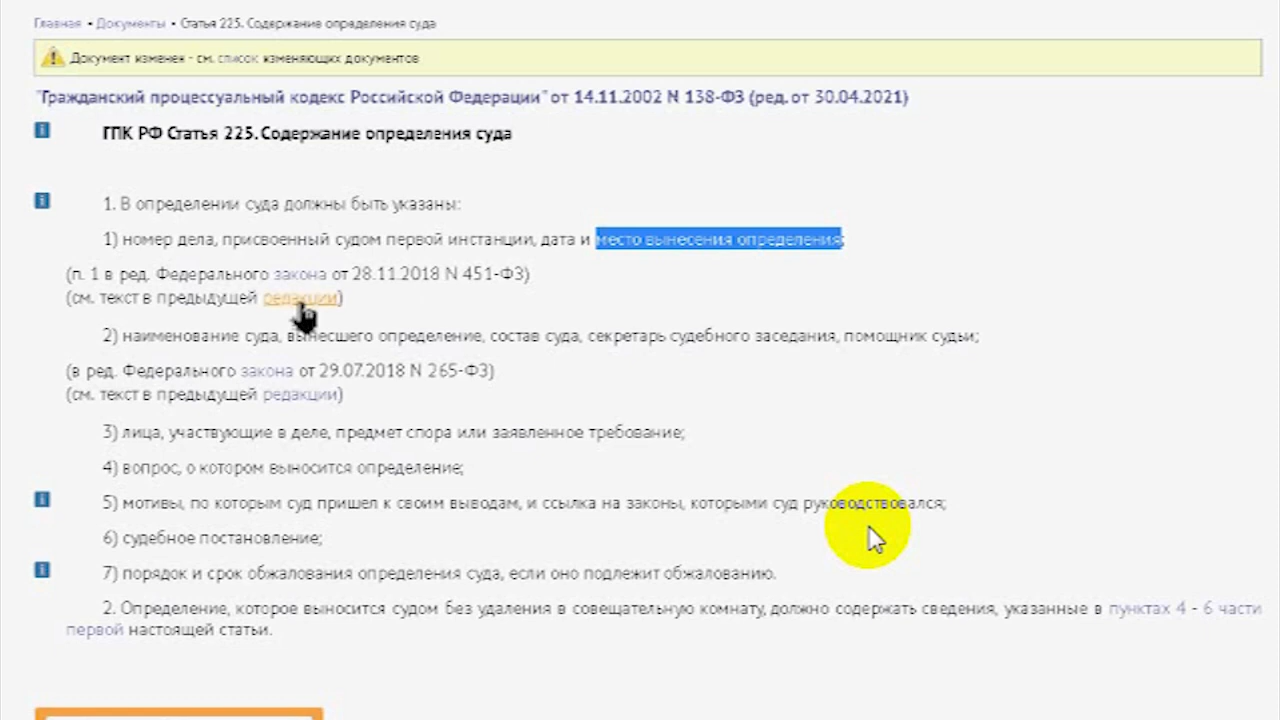 Главная • Документы • Статья 225. Содержание определения суда
Документ изменен - см. список изменяющих документов
"Гражданский процессуальный кодекс Российской Федерации" от 14.11.2002 N 138-ФЗ (ред. от 30.04.2021)
ГПК РФ Статья 225. Содержание определения суда
1. В определении суда должны быть указаны:
1) номер дела, присвоенный судом первой инстанции, дата и место вынесения определения;
(п. 1 в ред. Федерального закона от 28.11.2018 N 451-ФЗ)
(см. текст в предыдущей редакции)
2) наименование суда, вынесшего определение, состав суда, секретарь судебного заседания, помощник судьи;
(в ред. Федерального закона от 29.07.2018 N 265-ФЗ)
(см. текст в предыдущей редакции)
3) лица, участвующие в деле, предмет спора или заявленное требование;
4) вопрос, о котором выносится определение;
5) мотивы, по которым суд пришел к своим выводам, и ссылка на законы, которыми суд руководствовался;
6) судебное постановление;
7) порядок и срок обжалования определения суда, если оно подлежит обжалованию.
2. Определение, которое выносится судом без удаления в совещательную комнату, должно содержать сведения, указанные в пунктах 4 - 6 части
первой настоящей статьи.